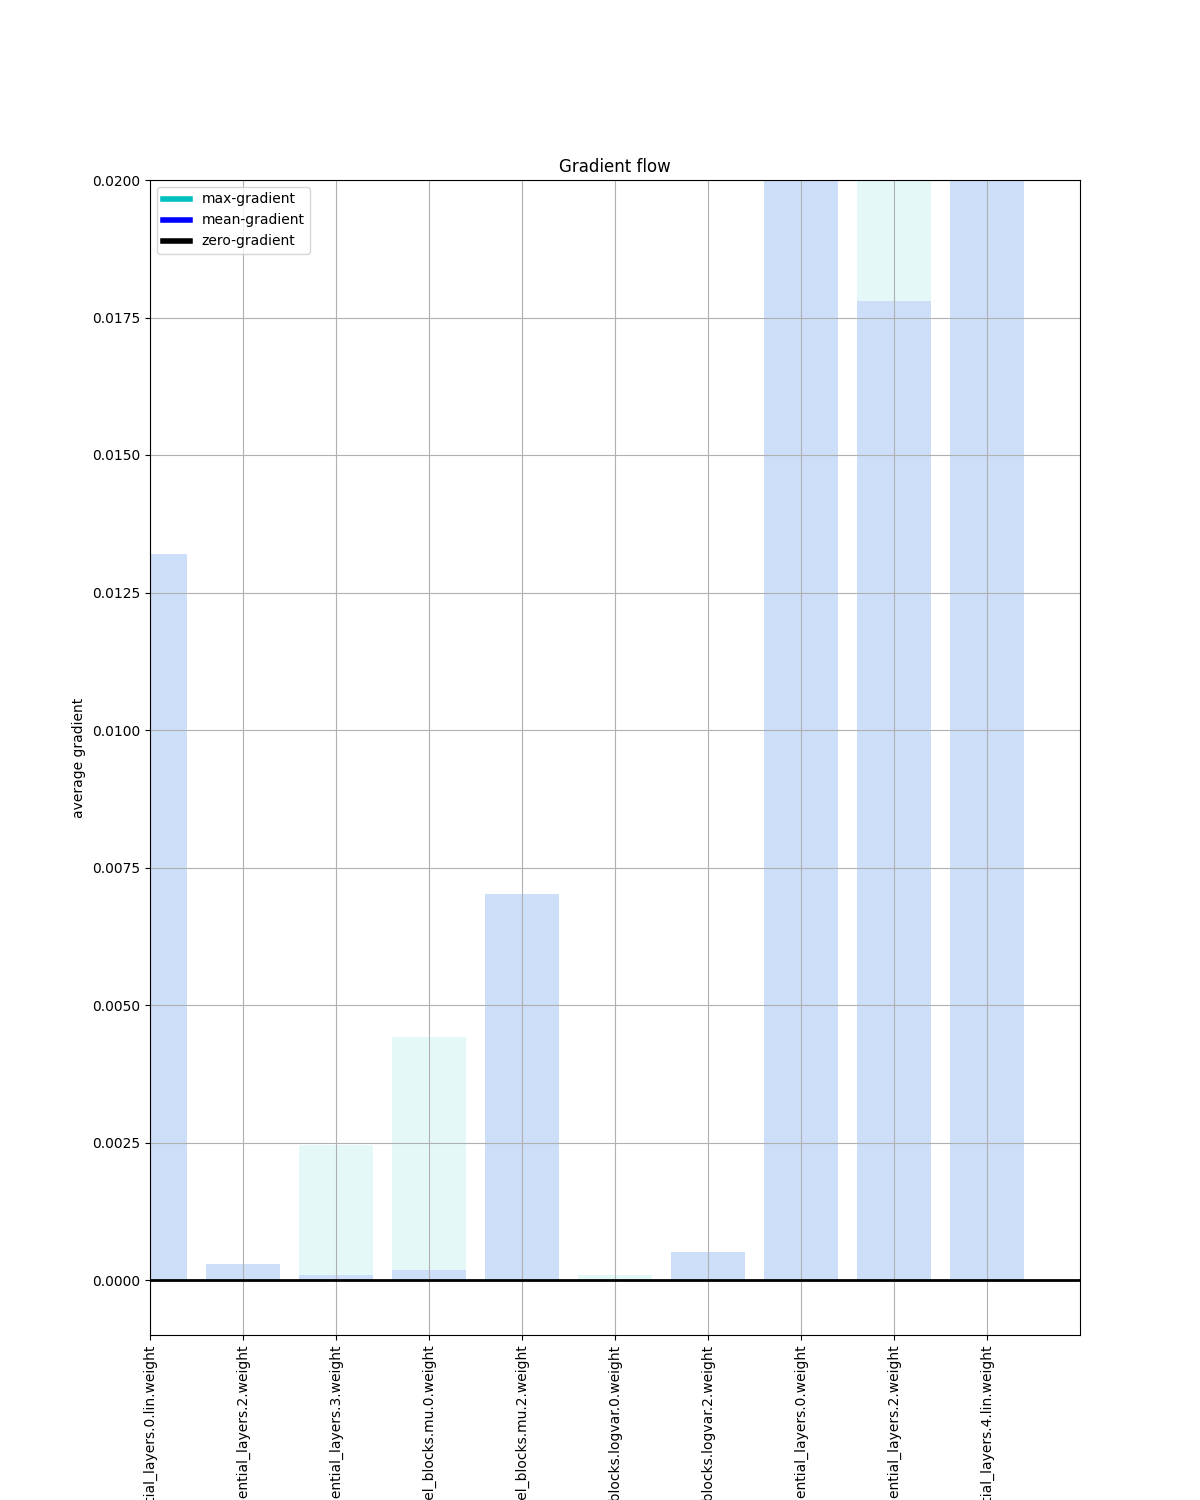 Gradient flow
max-gradient
mean-gradient
zero-gradient
0.0200
0.0175
0.0150
0.0125
0.0100
0.0075
0.0050
0.0025
0.0000
average gradient
tial_layers.0.lin.weight
ential_layers.2.weight
ential_layers.3.weight
el_blocks.mu.0.weight
el_blocks.mu.2.weight
blocks.logvar.0.weight
blocks.logvar.2.weight
ential_layers.0.weight
ential_layers.2.weight
tial_layers.4.lin.weight